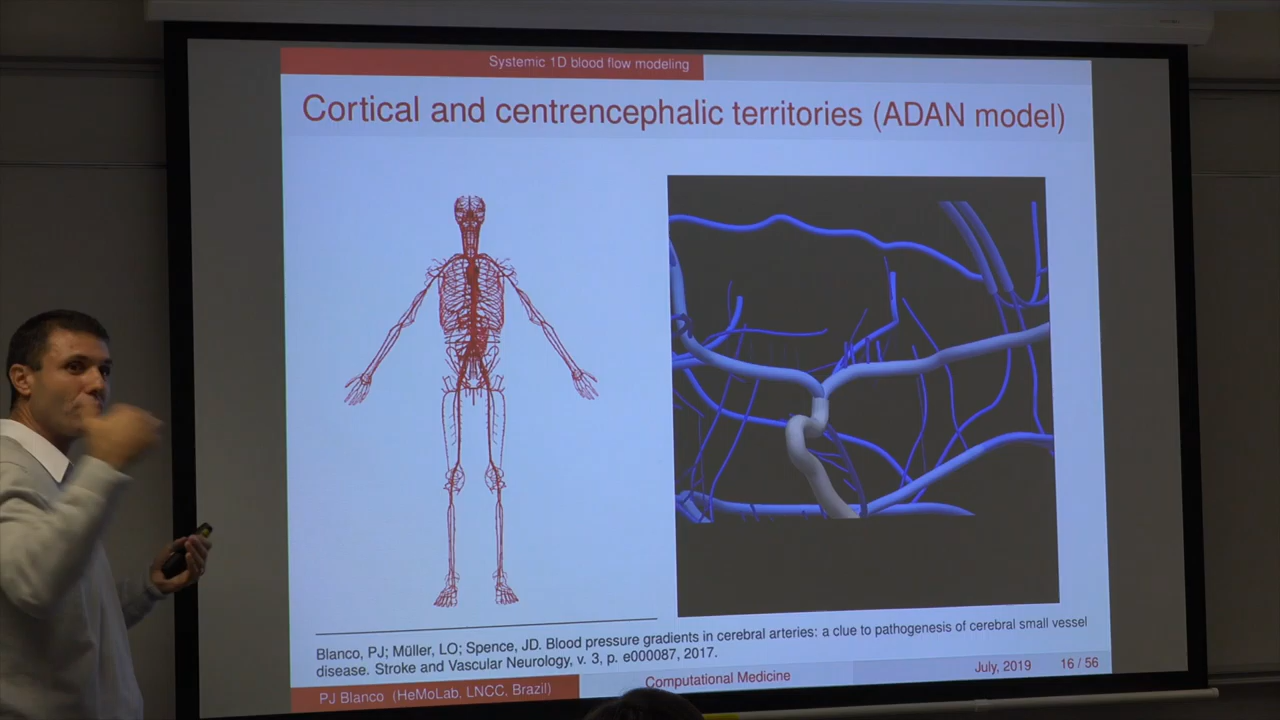 Systemic 1D blood flow modeling
Cortical and centrencephalic territories (ADAN model)
Blanco, PJ; Müller, LO; Spence, JD. Blood pressure gradients in cerebral arteries: a clue to pathogenesis of cerebral small vessel
disease. Stroke and Vascular Neurology, v. 3, p. e000087, 2017.
PJ Blanco (HeMoLab, LNCC, Brazil)
Computational Medicine
July, 2019
16 / 56